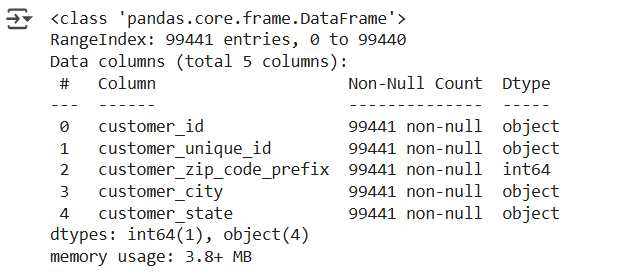 <class 'pandas.core.frame.DataFrame'>
RangeIndex: 99441 entries, 0 to 99440
Data columns (total 5 columns):
 #   Column                    Non-Null Count  Dtype
---  ------                    --------------  -----
 0   customer_id               99441 non-null  object
 1   customer_unique_id        99441 non-null  object
 2   customer_zip_code_prefix  99441 non-null  int64
 3   customer_city             99441 non-null  object
 4   customer_state            99441 non-null  object
dtypes: int64(1), object(4)
memory usage: 3.8+ MB